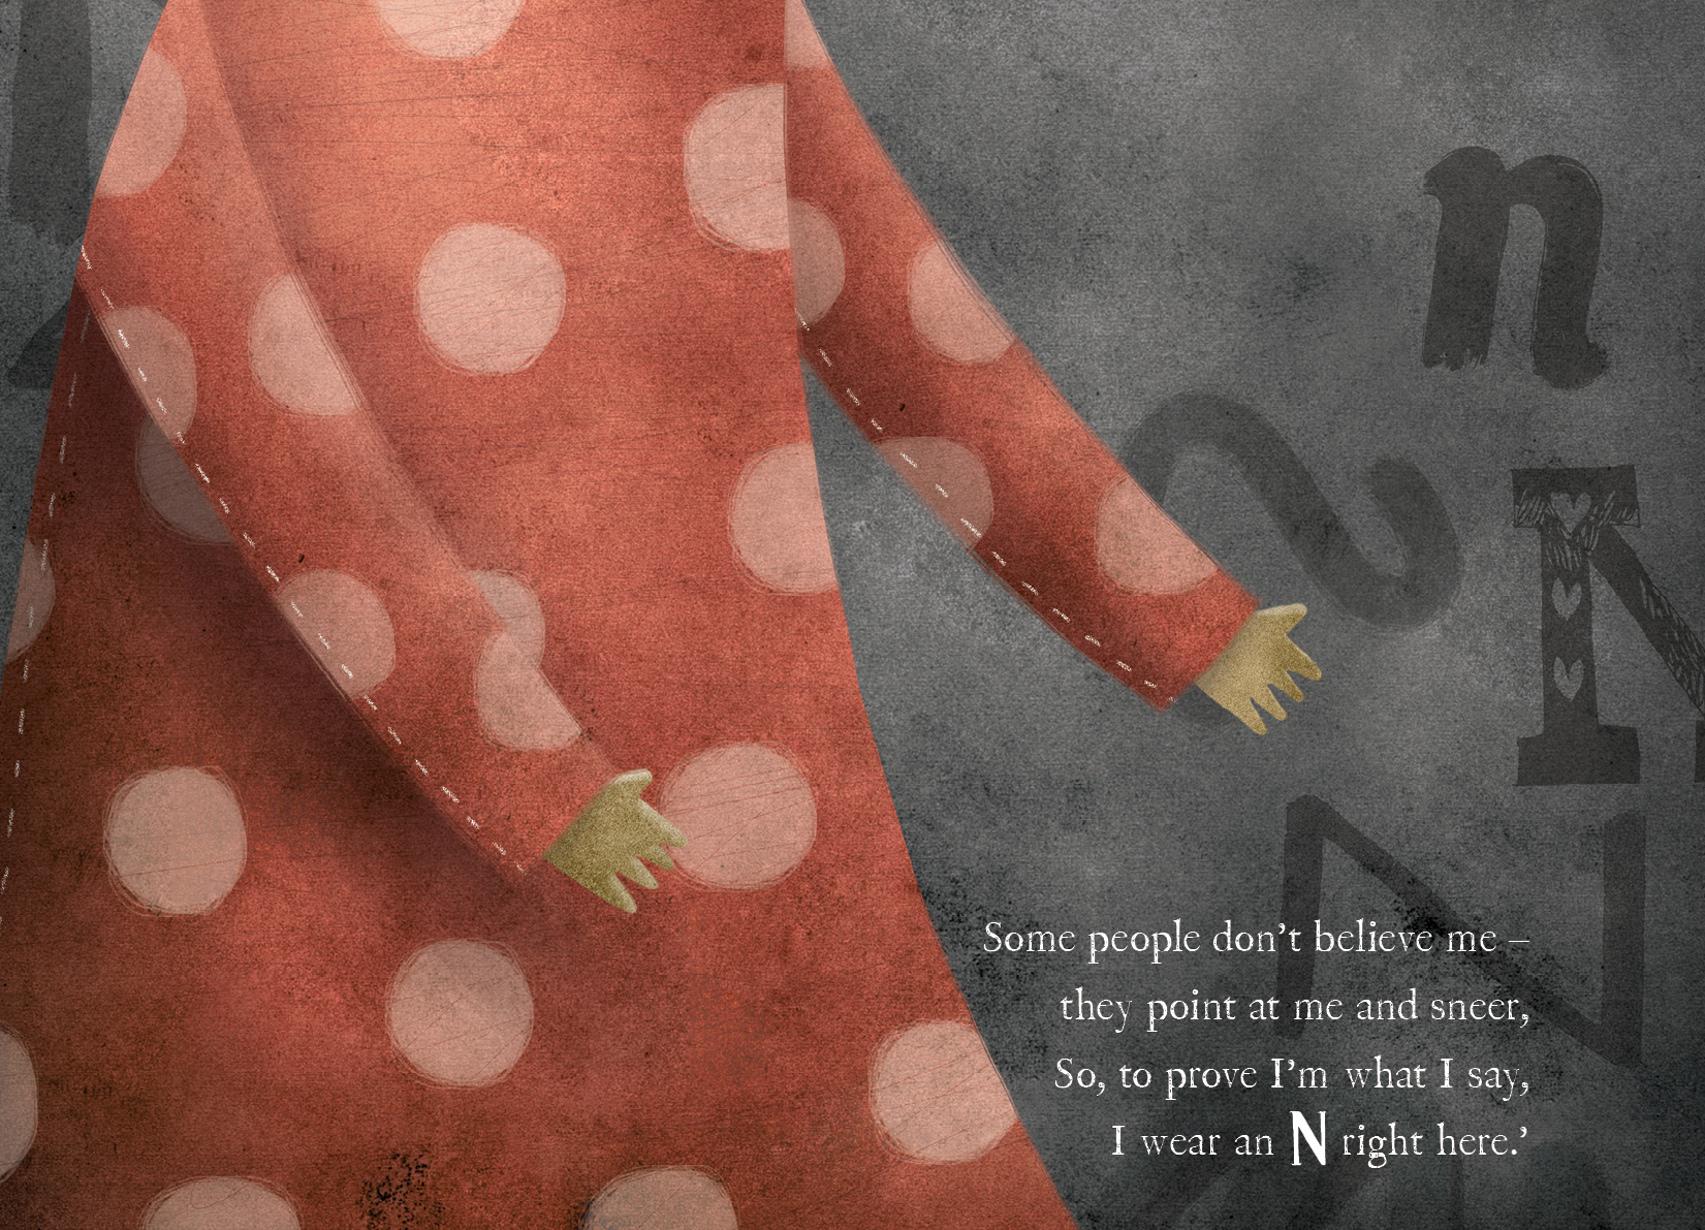 Some people don't believe me –
they point at me and sneer,
So, to prove I'm what I say,
I wear an N right here.'
n
N
N
N